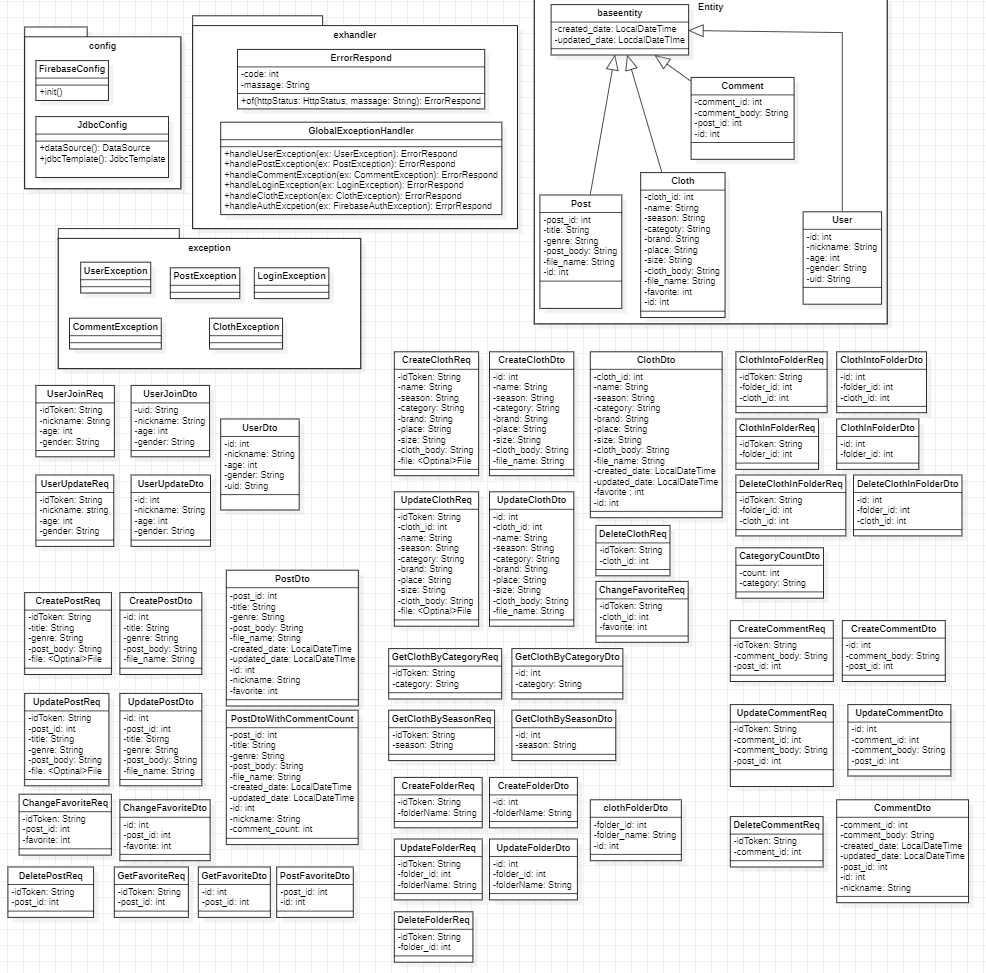 config
FirebaseConfig
+init()
JdbcConfig
+dataSource(): DataSource
+jdbcTemplate(): JdbcTemplate
exhandler
ErrorRespond
-code: int
-massage: String
+of(httpStatus: HttpStatus, massage: String): ErrorRespond
GlobalExceptionHandler
+handleUserException(ex: UserException): ErrorRespond
+handlePostException(ex: PostException): ErrorRespond
+handleCommentException(ex: CommentException): ErrorRespond
+handleLoginException(ex: LoginException): ErrorRespond
+handleClothException(ex: ClothException): ErrorRespond
+handleAuthExcpetion(ex: FirebaseAuthException): ErrprRespond
exception
UserException
PostException
LoginException
CommentException
ClothException
Entity
baseentity
-created_date: LocalDateTime
-updated_date: LocdalDateTIme
Comment
-comment_id: int
-comment_body: String
-post_id: int
-id: int
Post
-post_id: int
-title: String
-genre: String
-post_body: String
-file_name: String
-id: int
Cloth
-cloth_id: int
-name: Stirng
-season: String
-categoty: String
-brand: String
-place: String
-size: String
-cloth_body: String
-file_name: String
-favorite: int
-id: int
User
-id: int
-nickname: String
-age: int
-gender: String
-uid: String
UserJoinReq
-idToken: String
-nickname: String
-age: int
-gender: String
UserJoinDto
-uid: String
-nickname: String
-age: int
-gender: String
UserDto
-id: int
-nickname: String
-age: int
-gender: String
-uid: String
UserUpdateReq
-idToken: String
-nickname: string
-age: int
-gender: String
UserUpdateDto
-id: int
-nickname: String
-age: int
-gender: String
CreateClothReq
-idToken: String
-name: String
-season: String
-category: String
-brand: String
-place: String
-size: String
-cloth_body: String
-file: <Optinal>File
CreateClothDto
-id: int
-name: String
-season: String
-category: String
-brand: String
-place: String
-size: String
-cloth_body: String
-file_name: String
ClothDto
-cloth_id: int
-name: String
-season: String
-category: String
-brand: String
-place: String
-size: String
-cloth_body: String
-file_name: String
-created_date: LocalDateTime
-updated_date: LocalDateTime
-favorite ; int
-id: int
ClothIntoFolderReq
-idToken: String
-folder_id: int
-cloth_id: int
ClothIntoFolderDto
-id: int
-folder_id: int
-cloth_id: int
ClothInFolderReq
-idToken: String
-folder_id: int
ClothInFolderDto
-id: int
-folder_id: int
DeleteClothInFolderReq
-idToken: String
-folder_id: int
-cloth_id: int
DeleteClothInFolderDto
-id: int
-folder_id: int
-cloth_id: int
UpdateClothReq
-idToken: String
-cloth_id: int
-name: String
-season: String
-category: String
-brand: String
-place: String
-size: String
-cloth_body: String
-file: <Optinal>File
UpdateClothDto
-id: int
-cloth_id: int
-name: String
-season: String
-category: String
-brand: String
-place: String
-size: String
-cloth_body: String
-file_name: String
DeleteClothReq
-idToken: String
-cloth_id: int
CategoryCountDto
-count: int
-category: String
ChangeFavoriteReq
-idToken: String
-cloth_id: int
-favorite: int
CreatePostReq
-idToken: String
-title: String
-genre: String
-post_body: String
-file: <Optinal>File
CreatePostDto
-id: int
-title: String
-genre: String
-post_body: String
-file_name: String
PostDto
-post_id: int
-title: String
-genre: String
-post_body: String
-file_name: String
-created_date: LocalDateTime
-updated_date: LocalDateTIme
-id: int
-nickname: String
-favorite: int
CreateCommentReq
-idToken: String
-comment_body: String
-post_id: int
CreateCommentDto
-id: int
-comment_body: String
-post_id: int
GetClothByCategoryReq
-idToken: String
-category: String
GetClothByCategoryDto
-id: int
-category: String
UpdatePostReq
-idToken: String
-post_id: int
-title: String
-genre: String
-post_body: String
-file: <Optinal>File
UpdatePostDto
-id: int
-post_id: int
-title: String
-genre: String
-post_body: String
-file_name: String
PostDtoWithCommentCount
-post_id: int
-title: String
-genre: String
-post_body: String
-file_name: String
-created_date: LocalDateTime
-updated_date: LocalDateTime
-id: int
-nickname: String
-comment_count: int
GetClothBySeasonReq
-idToken: String
-season: String
GetClothBySeasonDto
-id: int
-season: String
UpdateCommentReq
-idToken: String
-comment_id: int
-comment_body: String
-post_id: int
UpdateCommentDto
-id: int
-comment_id: int
-comment_body: String
-post_id: int
ChangeFavoriteReq
-idToken: String
-post_id: int
-favorite: int
ChangeFavoriteDto
-id: int
-post_id: int
-favorite: int
CreateFolderReq
-idToken: String
-folderName: String
CreateFolderDto
-id: int
-folderName: String
clothFolderDto
-folder_id: int
-folder_name: String
-id: int
DeleteCommentReq
-idToken: String
-comment_id: int
CommentDto
-comment_id: int
-comment_body: String
-created_date: LocalDateTime
-updated_date: LocalDateTime
-post_id: int
-id: int
-nickname: String
UpdateFolderReq
-idToken: String
-folder_id: int
-folderName: String
UpdateFolderDto
-id: int
-folder_id: int
-folderName: String
DeletePostReq
-idToken: String
-post_id: int
GetFavoriteReq
-idToken: String
-post_id: int
GetFavoriteDto
-id: int
-post_id: int
PostFavoriteDto
-post_id: int
-id: int
DeleteFolderReq
-idToken: String
-folder_id: int